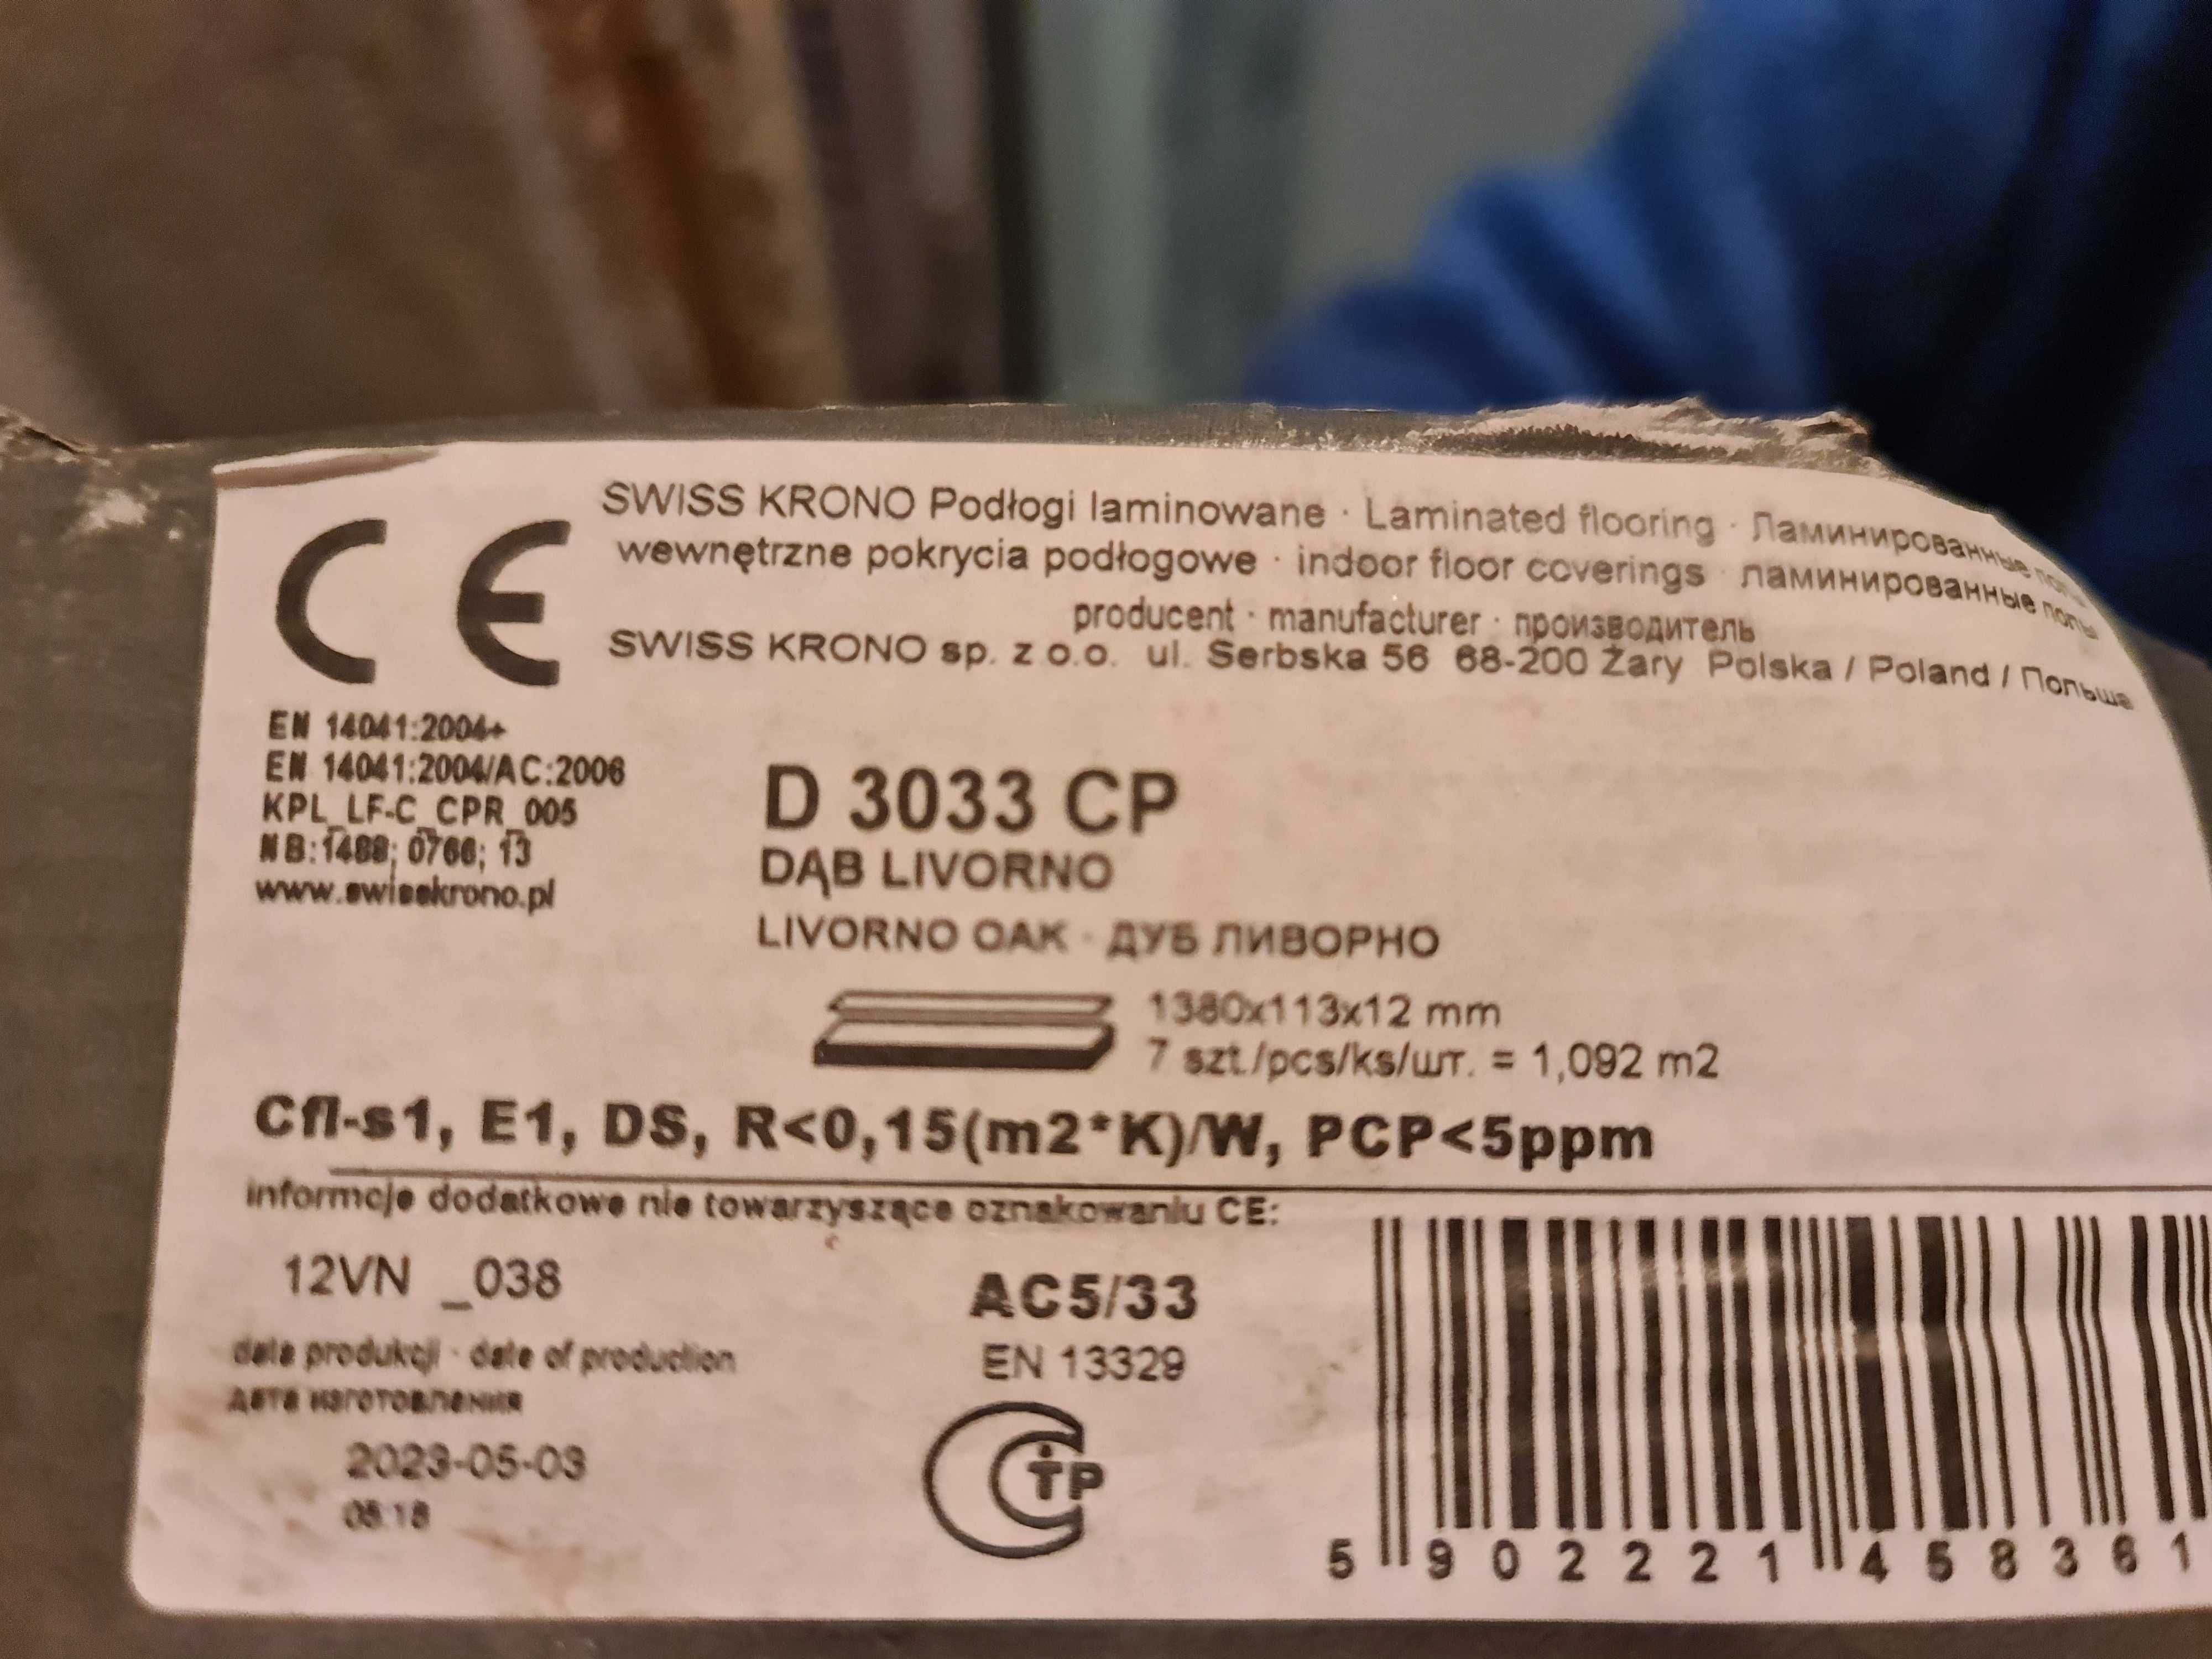 SWISS KRONO Podłogi laminowane · Laminated flooring · Ламинированные
wewnętrzne pokrycia podłogowe · indoor floor coverings · ламинированные полы
producent · manufacturer · производитель
SWISS KRONO sp. z o.o. ul. Serbska 56 68-200 Żary Polska / Poland / Польша
CE
EN 14041:2004+
EN 14041:2004/AC:2006
KPL_LF-C_CPR_005
NB:1488; 0766; 13
www.swisskrono.pl
D 3033 CP
DĄB LIVORNO
LIVORNO OAK · ДУБ ЛИВОРНО
1380x113x12 mm
7 szt./pcs/ks/шт. = 1,092 m2
Cfl-s1, E1, DS, R<0,15(m2*K)/W, PCP<5ppm
informcje dodatkowe nie towarzyszące oznakowaniu CE:
12VN _038
data produkcji · date of production
дата изготовления
2023-05-03
05:18
AC5/33
EN 13329
TP
5 902221 458361